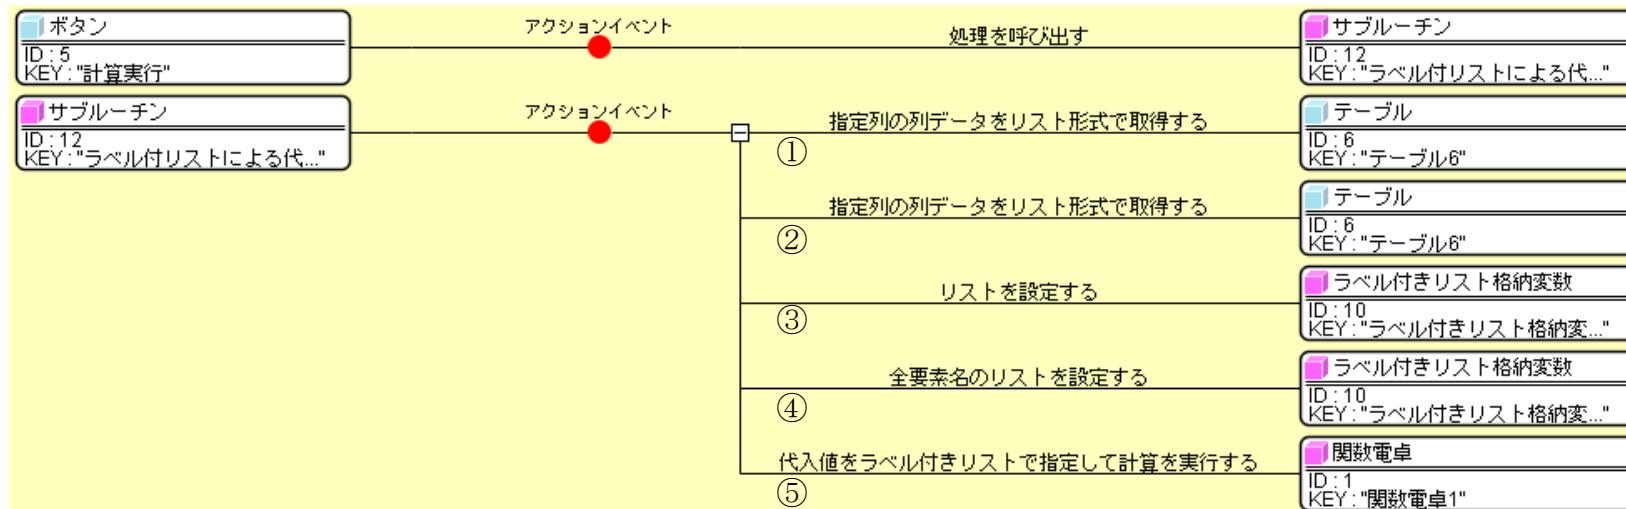 ボタン
ID : 5
KEY : "計算実行"
アクションイベント
処理を呼び出す
サブルーチン
ID : 12
KEY : "ラベル付リストによる代..."
サブルーチン
ID : 12
KEY : "ラベル付リストによる代..."
アクションイベント
指定列の列データをリスト形式で取得する
①
テーブル
ID : 6
KEY : "テーブル6"
指定列の列データをリスト形式で取得する
②
テーブル
ID : 6
KEY : "テーブル6"
リストを設定する
③
ラベル付きリスト格納変数
ID : 10
KEY : "ラベル付きリスト格納変..."
全要素名のリストを設定する
④
ラベル付きリスト格納変数
ID : 10
KEY : "ラベル付きリスト格納変..."
代入値をラベル付きリストで指定して計算を実行する
⑤
関数電卓
ID : 1
KEY : "関数電卓1"